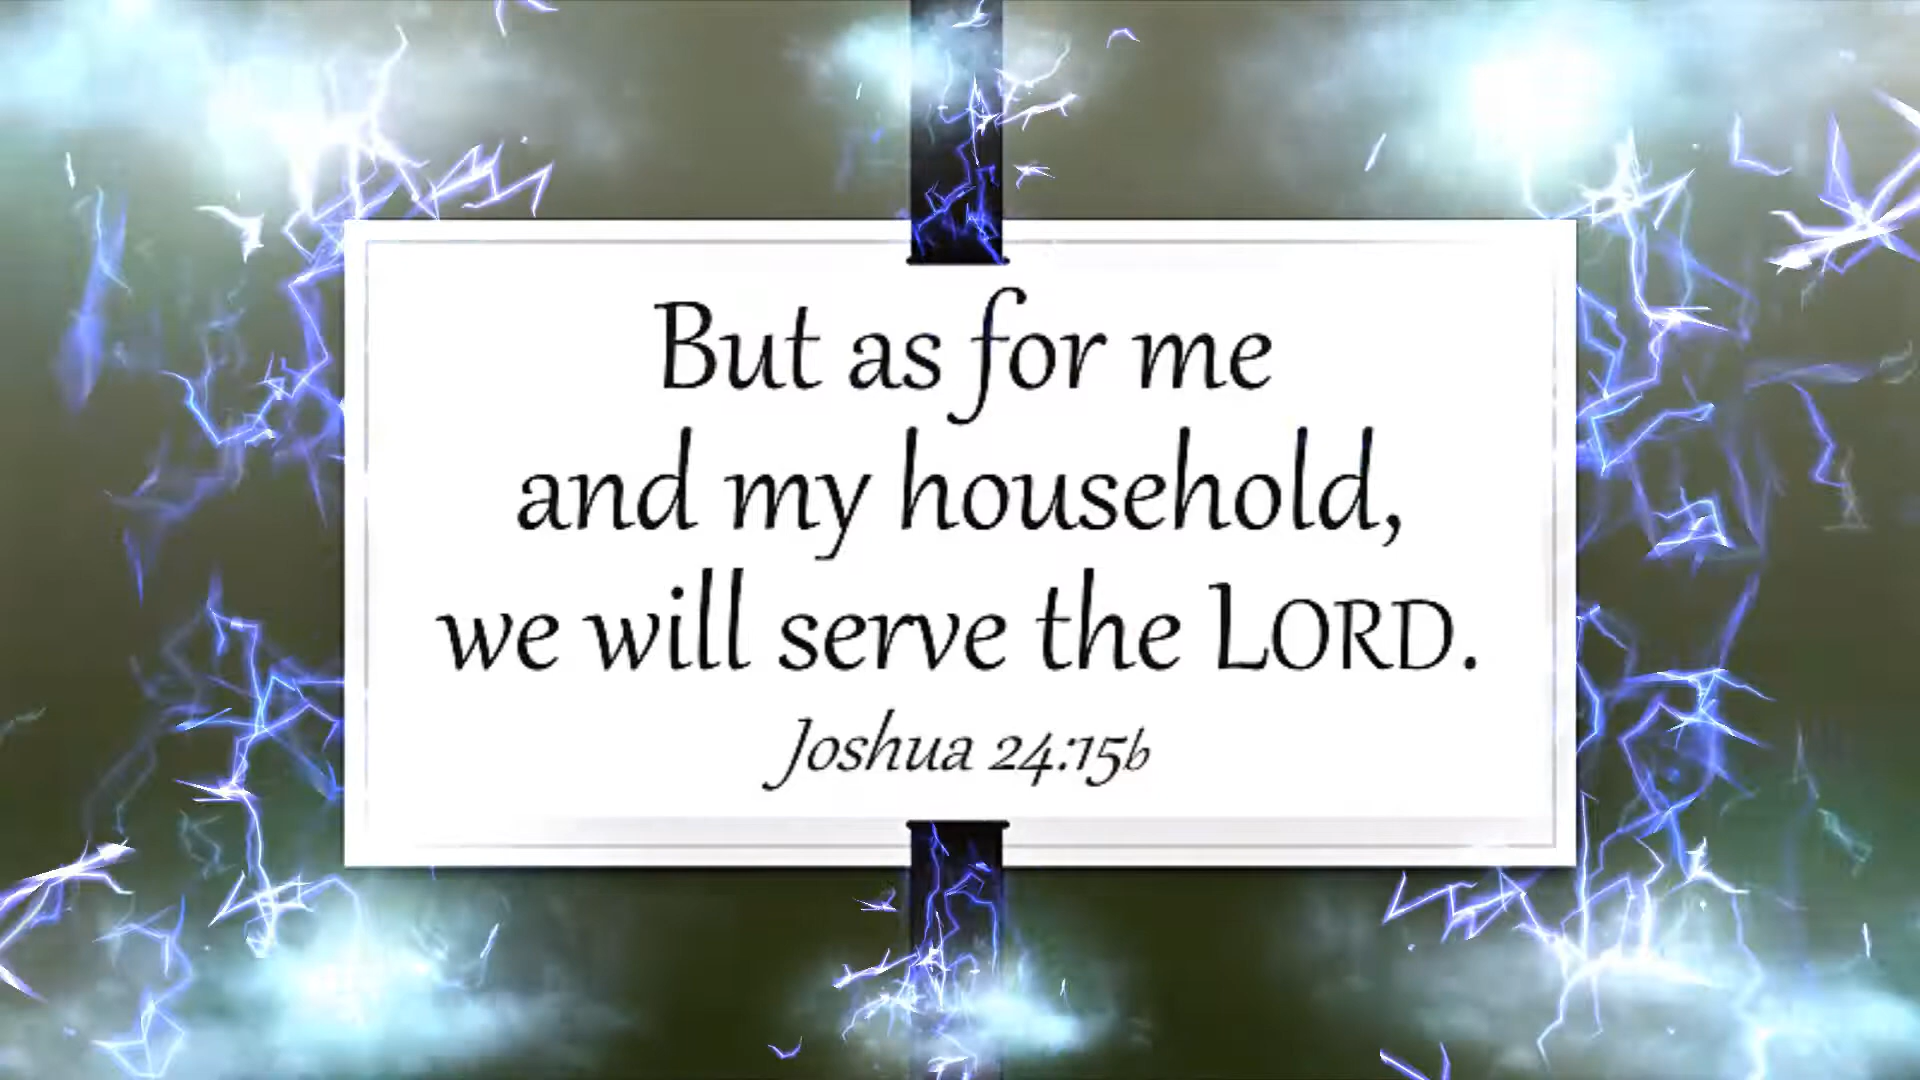 But as for me
and my household,
we will serve the LORD.
Joshua 24:15b